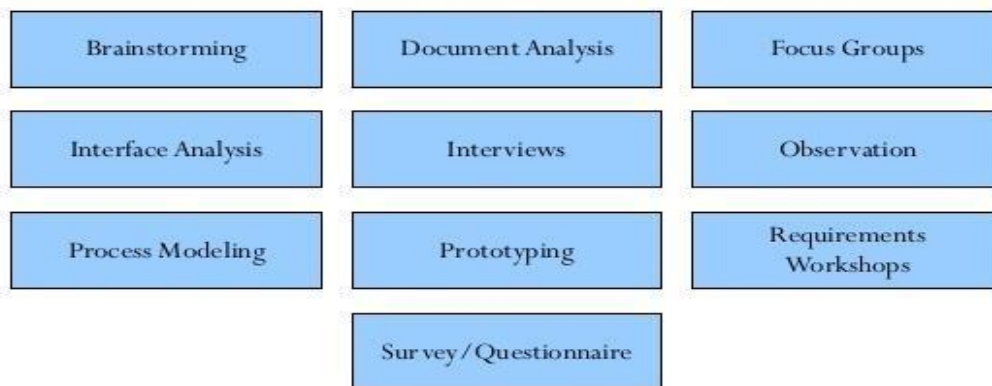 Brainstorming
Document Analysis
Focus Groups
Interface Analysis
Interviews
Observation
Process Modeling
Prototyping
Requirements
Workshops
Survey/Questionnaire